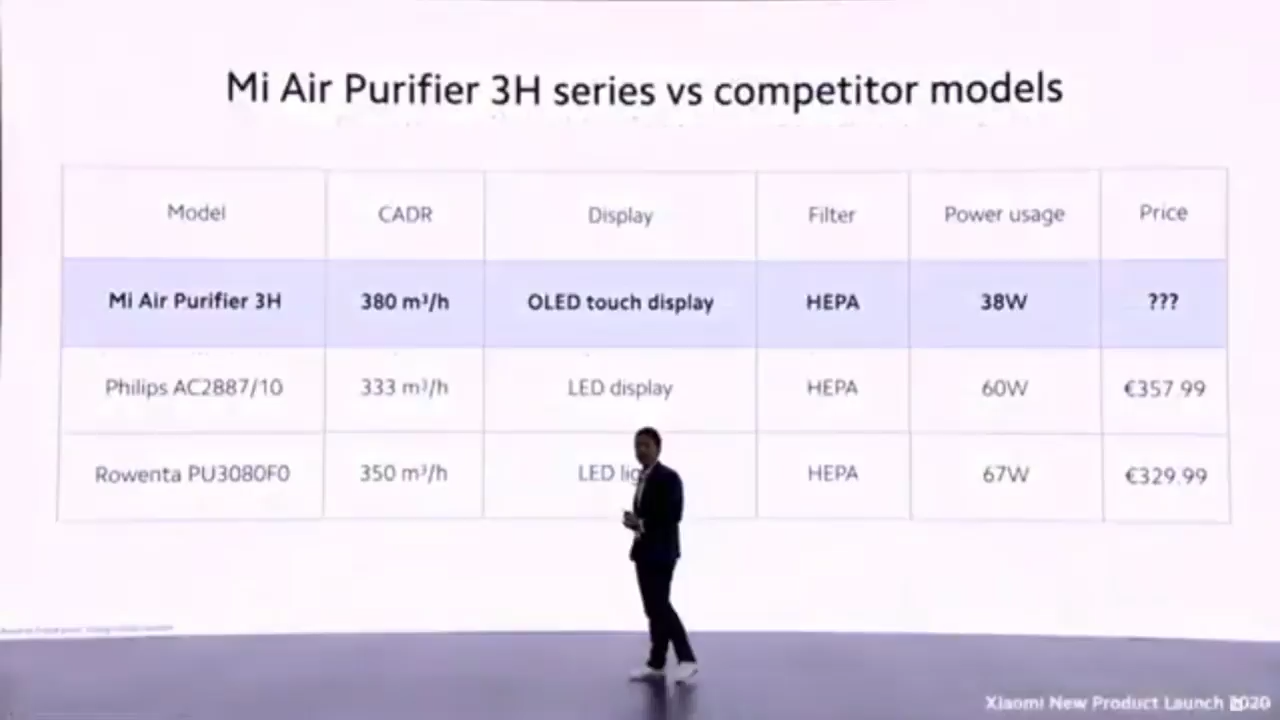 Mi Air Purifier 3H series vs competitor models
Model CADR Display Filter Power usage Price
Mi Air Purifier 3H 380 m³/h OLED touch display HEPA 38W ???
Philips AC2887/10 333 m³/h LED display HEPA 60W €357.99
Rowenta PU3080F0 350 m³/h LED HEPA 67W €329.99
Xiaomi New Product Launch 2020